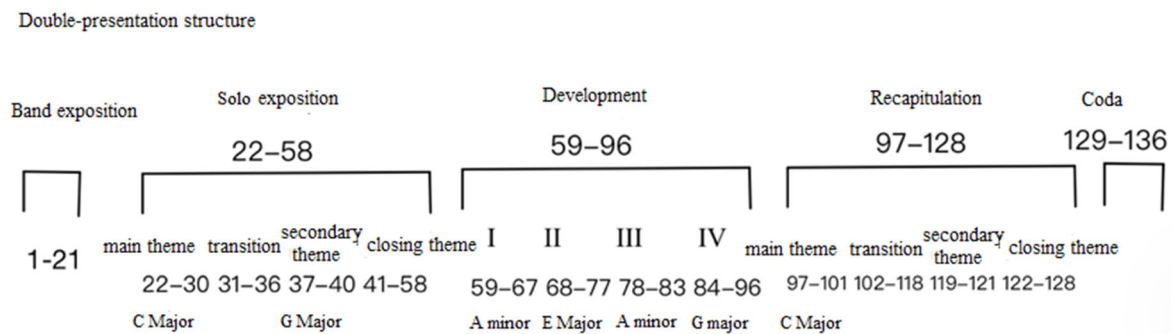 Double-presentation structure
Band exposition Solo exposition Development Recapitulation Coda
22–58 59–96 97–128 129–136
1-21 main theme transition secondary theme closing theme I II III IV main theme transition secondary theme closing theme
22–30 31–36 37–40 41–58 59–67 68–77 78–83 84–96 97–101 102–118 119–121 122–128
C Major G Major A minor E Major A minor G major C Major